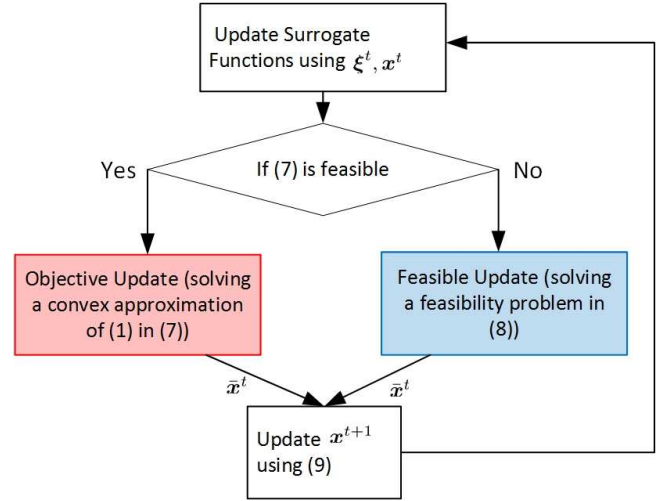 Update Surrogate
Functions using ξ^t, x^t
If (7) is feasible
Yes
No
Objective Update (solving
a convex approximation
of (1) in (7))
Feasible Update (solving
a feasibility problem in
(8))
x̄^t
x̄^t
Update x^{t+1}
using (9)